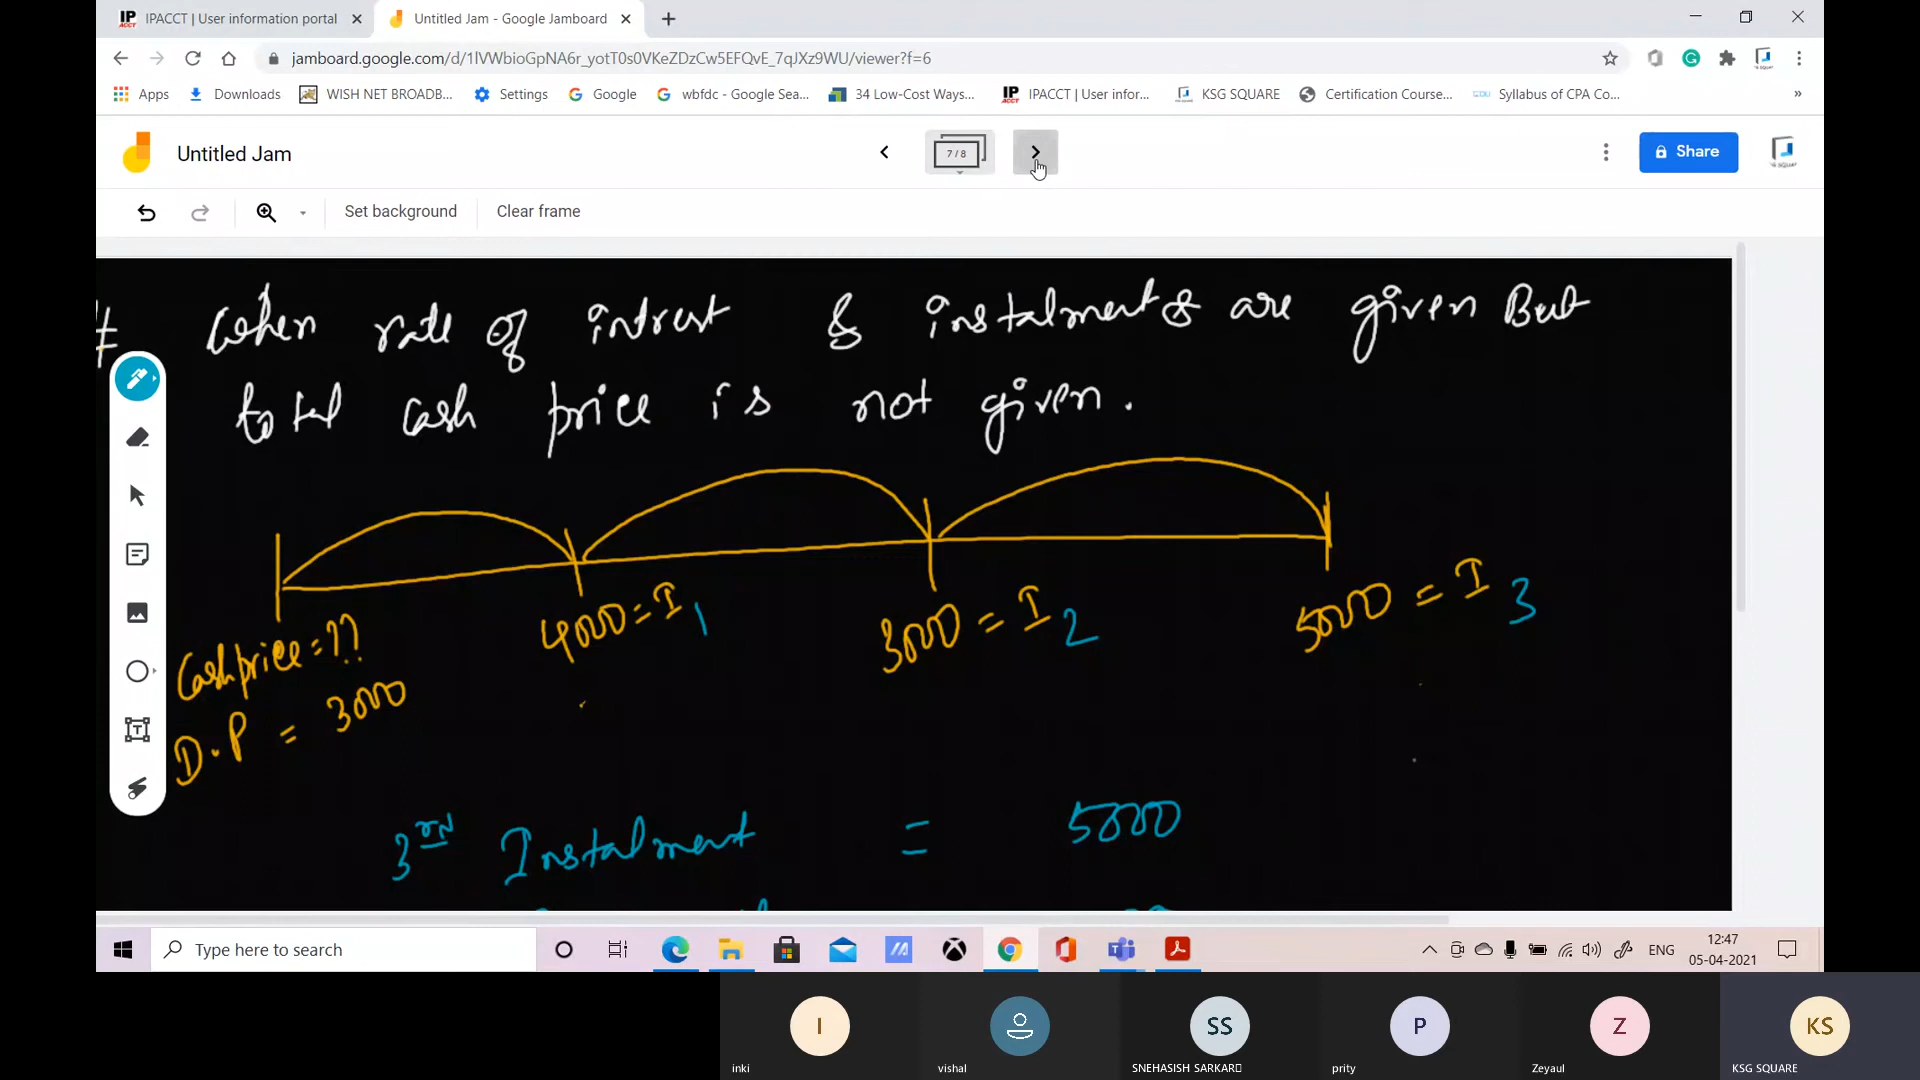 IPACCT | User information portal
Untitled Jam - Google Jamboard
jamboard.google.com/d/1lVWbioGpNA6r_yotT0s0VKeZDzCw5EFQvE_7qJXz9WU/viewer?f=6
Apps Downloads WISH NET BROADB... Settings Google wbfdc - Google Sea... 34 Low-Cost Ways... IPACCT | User infor... KSG SQUARE Certification Course... Syllabus of CPA Co...
Untitled Jam
7 / 8
Share
Set background Clear frame
# When rate of intrest & instalments are given But
total cash price is not given.
Cash price = ??
4000 = I 1
3000 = I 2
5000 = I 3
D.P = 3000
3rd Instalment = 5000
Type here to search
ENG
12:47
05-04-2021
I
SS
P
Z
KS
inki
vishal
SNEHASISH SARKAR
prity
Zeyaul
KSG SQUARE